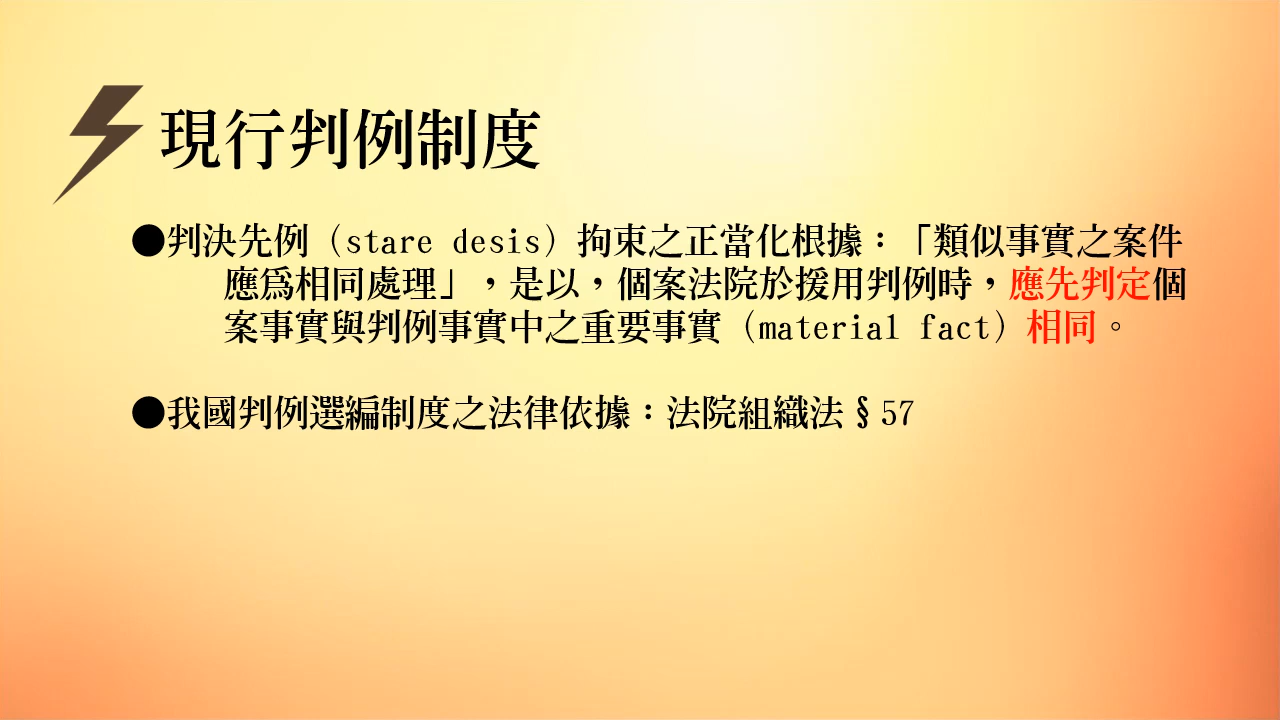 現行判例制度
●判決先例(stare desis)拘束之正當化根據:「類似事實之案件
應為相同處理」,是以,個案法院於援用判例時,應先判定個
案事實與判例事實中之重要事實(material fact)相同。
●我國判例選編制度之法律依據:法院組織法§57